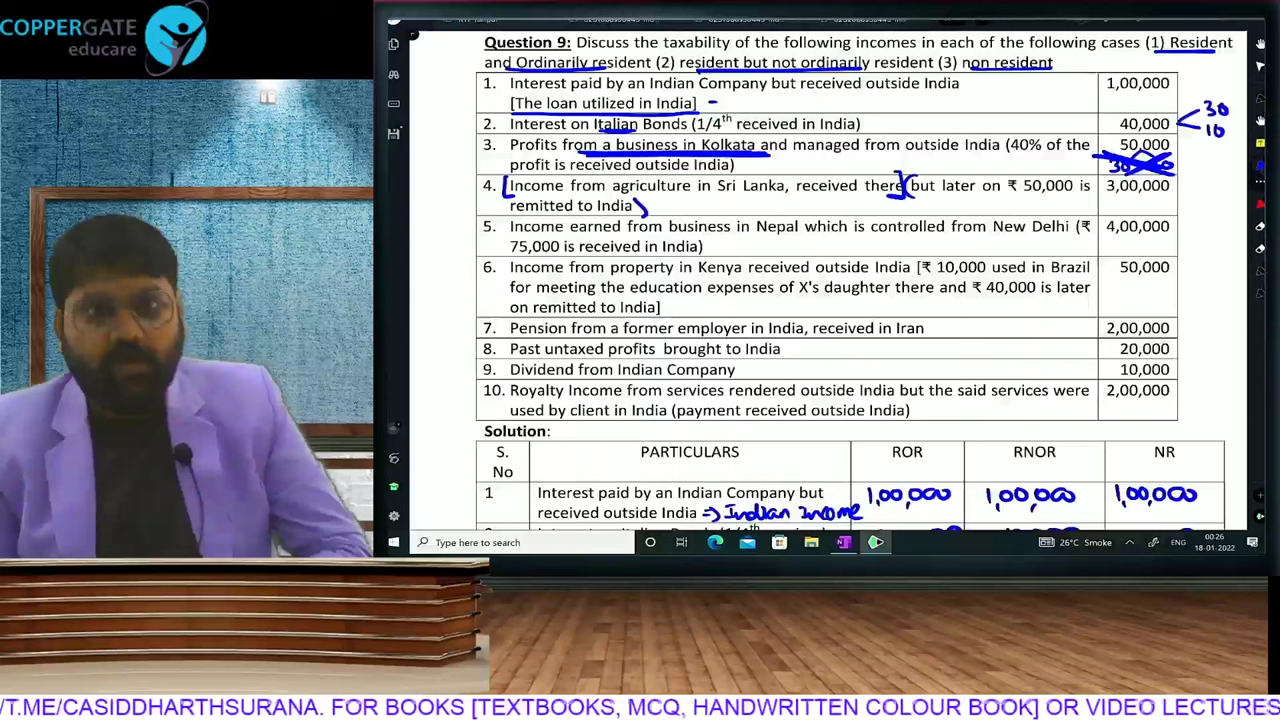 COPPERGATE
educare
Question 9: Discuss the taxability of the following incomes in each of the following cases (1) Resident
and Ordinarily resident (2) resident but not ordinarily resident (3) non resident
1. Interest paid by an Indian Company but received outside India 1,00,000
[The loan utilized in India]
2. Interest on Italian Bonds (1/4th received in India) 40,000 30
10
3. Profits from a business in Kolkata and managed from outside India (40% of the 50,000
profit is received outside India)
4. Income from agriculture in Sri Lanka, received there (but later on ₹ 50,000 is 3,00,000
remitted to India
5. Income earned from business in Nepal which is controlled from New Delhi (₹ 4,00,000
75,000 is received in India)
6. Income from property in Kenya received outside India [₹ 10,000 used in Brazil 50,000
for meeting the education expenses of X's daughter there and ₹ 40,000 is later
on remitted to India]
7. Pension from a former employer in India, received in Iran 2,00,000
8. Past untaxed profits brought to India 20,000
9. Dividend from Indian Company 10,000
10. Royalty Income from services rendered outside India but the said services were 2,00,000
used by client in India (payment received outside India)
Solution:
S. No PARTICULARS ROR RNOR NR
1 Interest paid by an Indian Company but 1,00,000 1,00,000 1,00,000
received outside India → Indian Income
Type here to search
26°C Smoke
ENG
00:26
18-01-2022
/T.ME/CASIDDHARTHSURANA. FOR BOOKS [TEXTBOOKS, MCQ, HANDWRITTEN COLOUR BOOK] OR VIDEO LECTURES